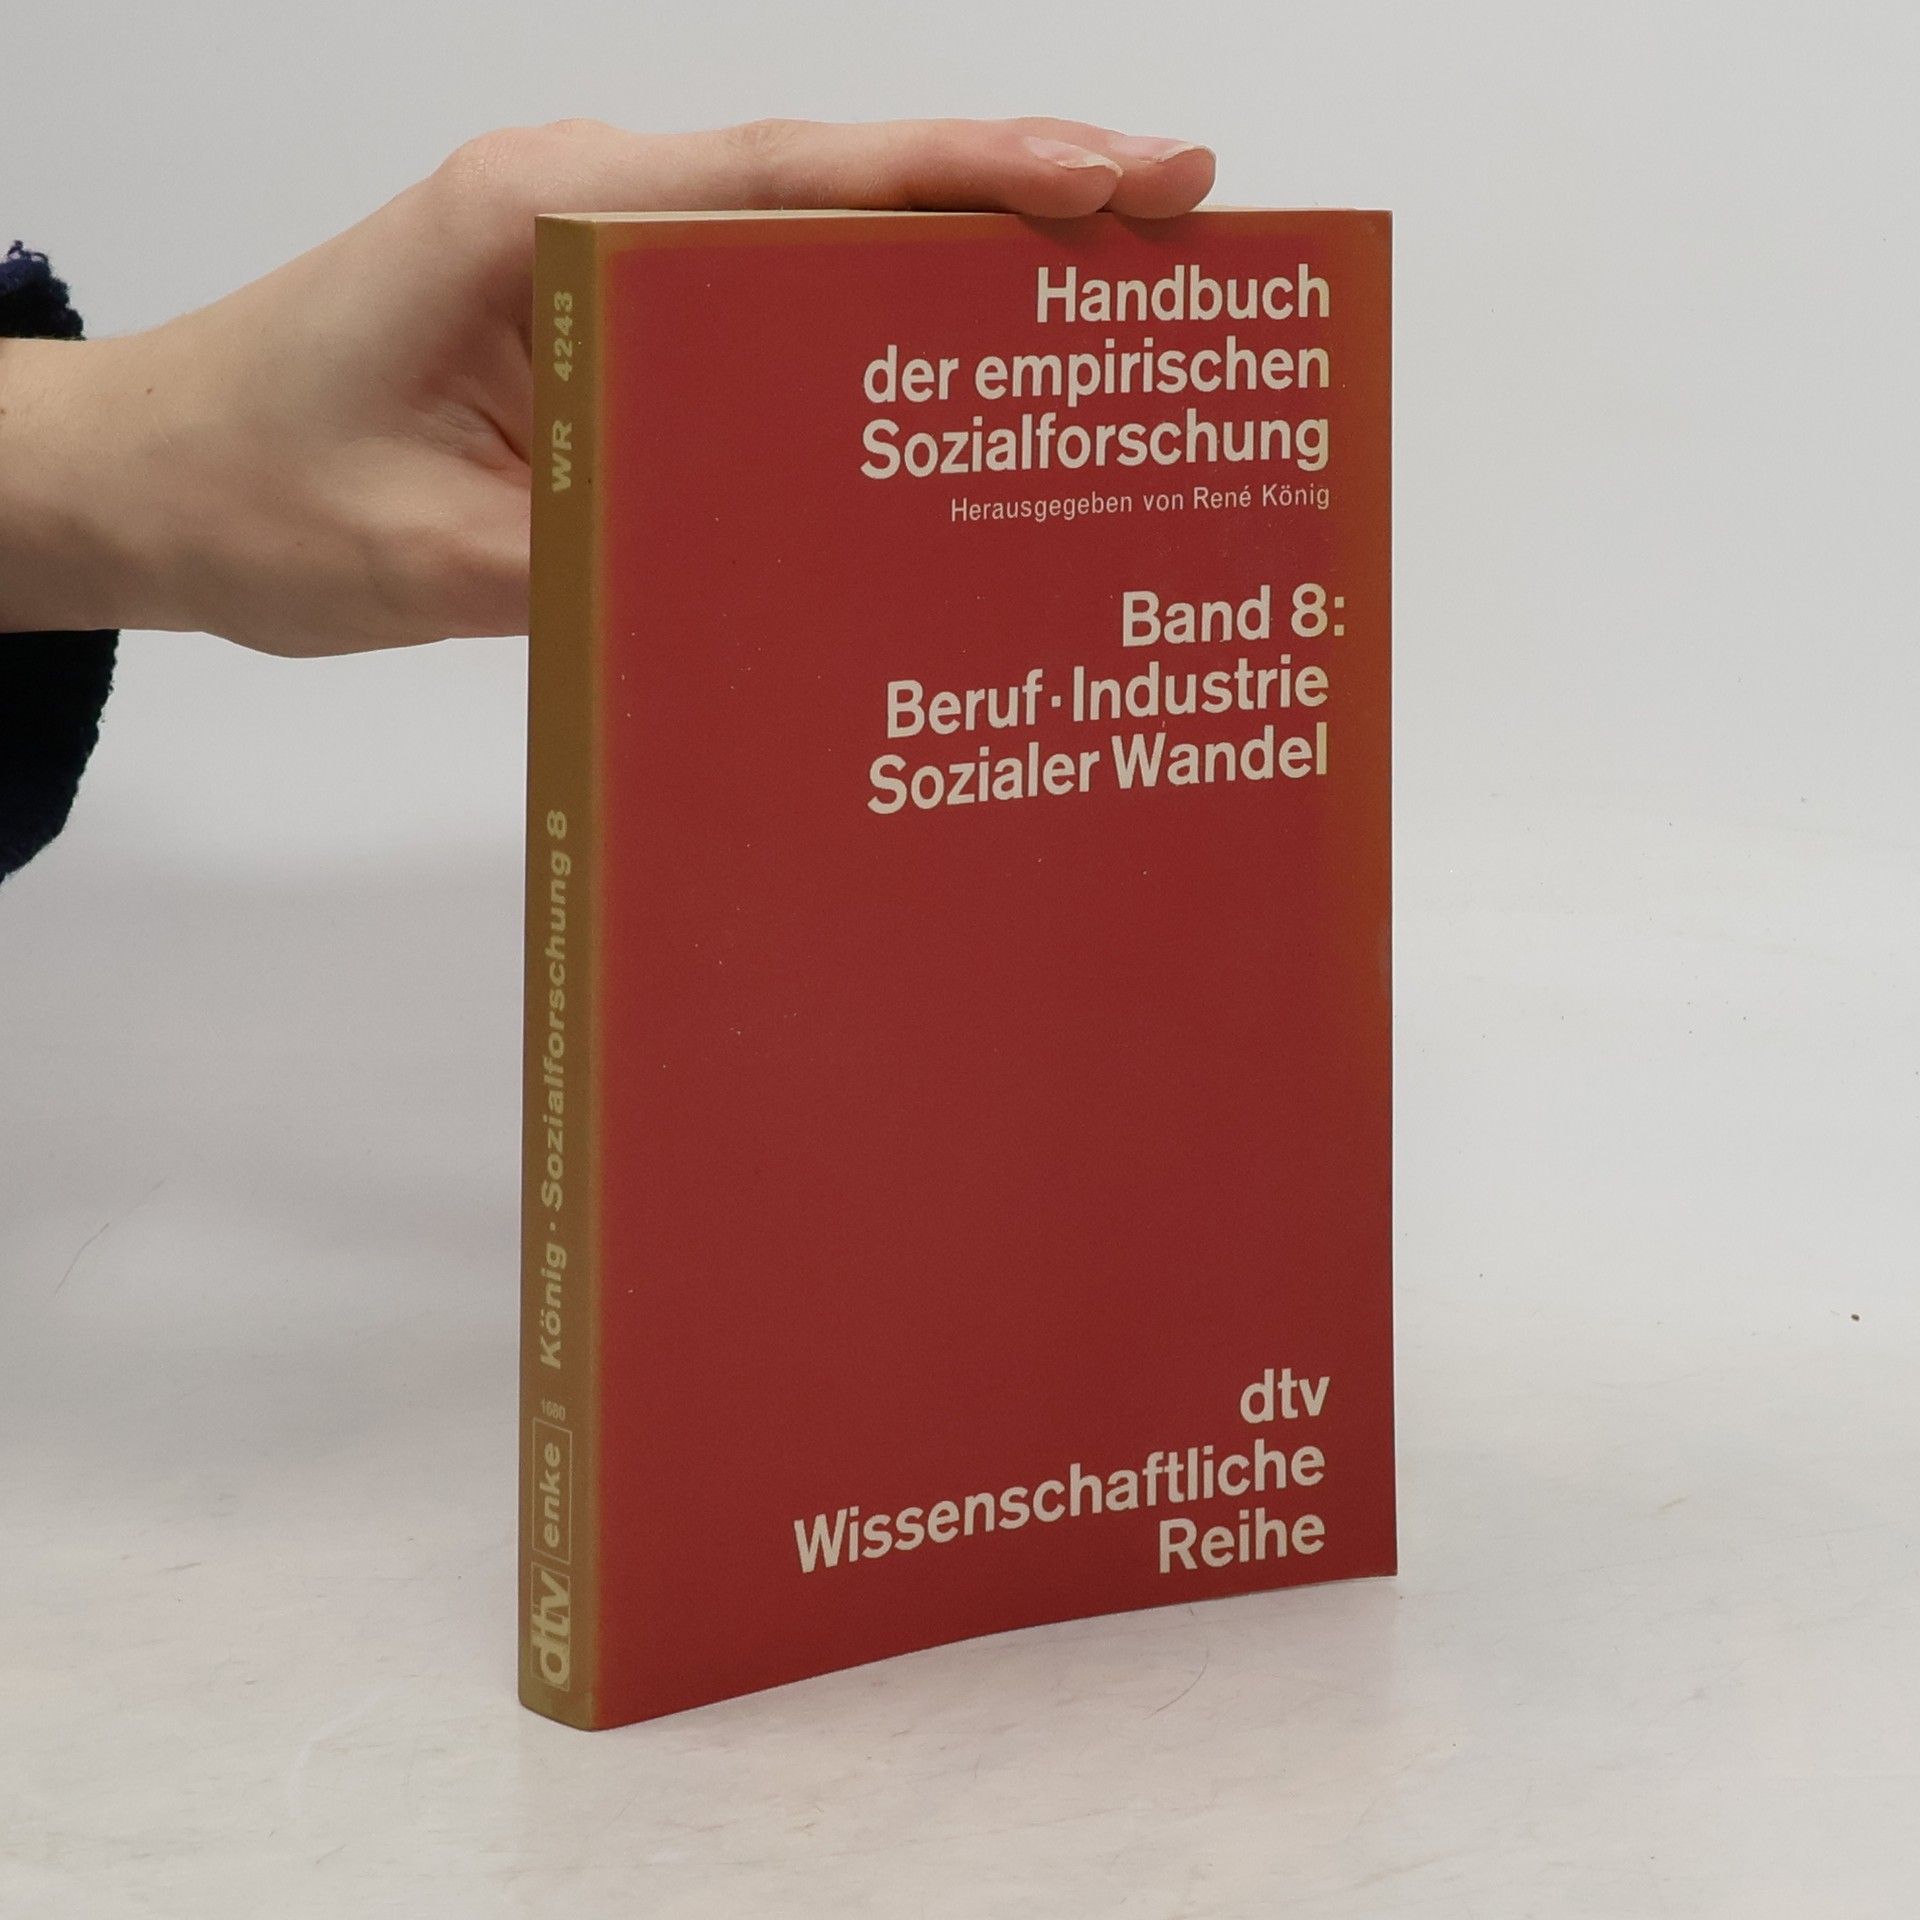 Handbuch
der empirischen
Sozialforschung
Herausgegeben von René König
Band 8:
Beruf · Industrie
Sozialer Wandel
dtv
Wissenschaftliche
Reihe
dtv enke König · Sozialforschung 8 WR 4243